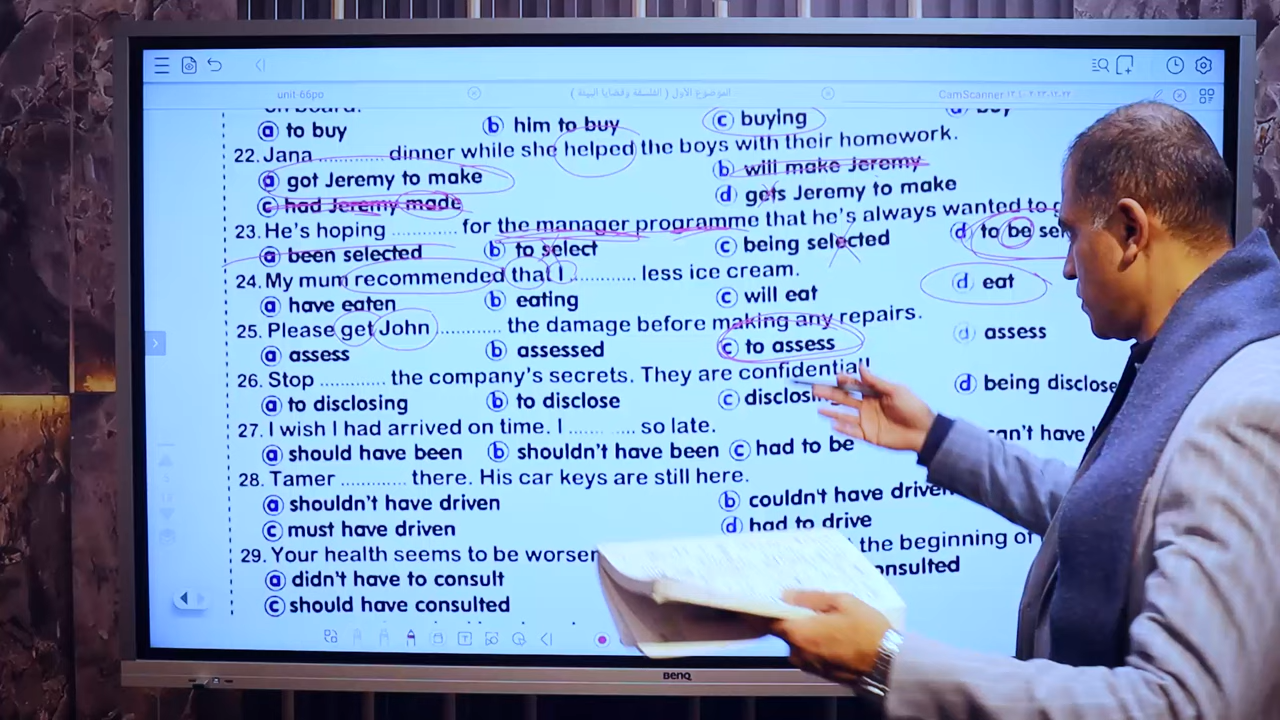 unit-66po
الموضوع الأول ( الفلسفة وقضايا البيئة )
CamScanner
on board.
a to buy b him to buy c buying d buy
22. Jana ............ dinner while she helped the boys with their homework.
a got Jeremy to make b will make Jeremy
c had Jeremy made d gets Jeremy to make
23. He's hoping ............ for the manager programme that he's always wanted to
a been selected b to select c being selected d to be
24. My mum recommended that I ............ less ice cream.
a have eaten b eating c will eat d eat
25. Please get John ............ the damage before making any repairs.
a assess b assessed c to assess d assess
26. Stop ............ the company's secrets. They are confidential!
a to disclosing b to disclose c disclosing d being disclose
27. I wish I had arrived on time. I ............ so late.
a should have been b shouldn't have been c had to be can't have
28. Tamer ............ there. His car keys are still here.
a shouldn't have driven b couldn't have driven
c must have driven d had to drive
29. Your health seems to be worsen the beginning of
a didn't have to consult onsulted
c should have consulted
BenQ